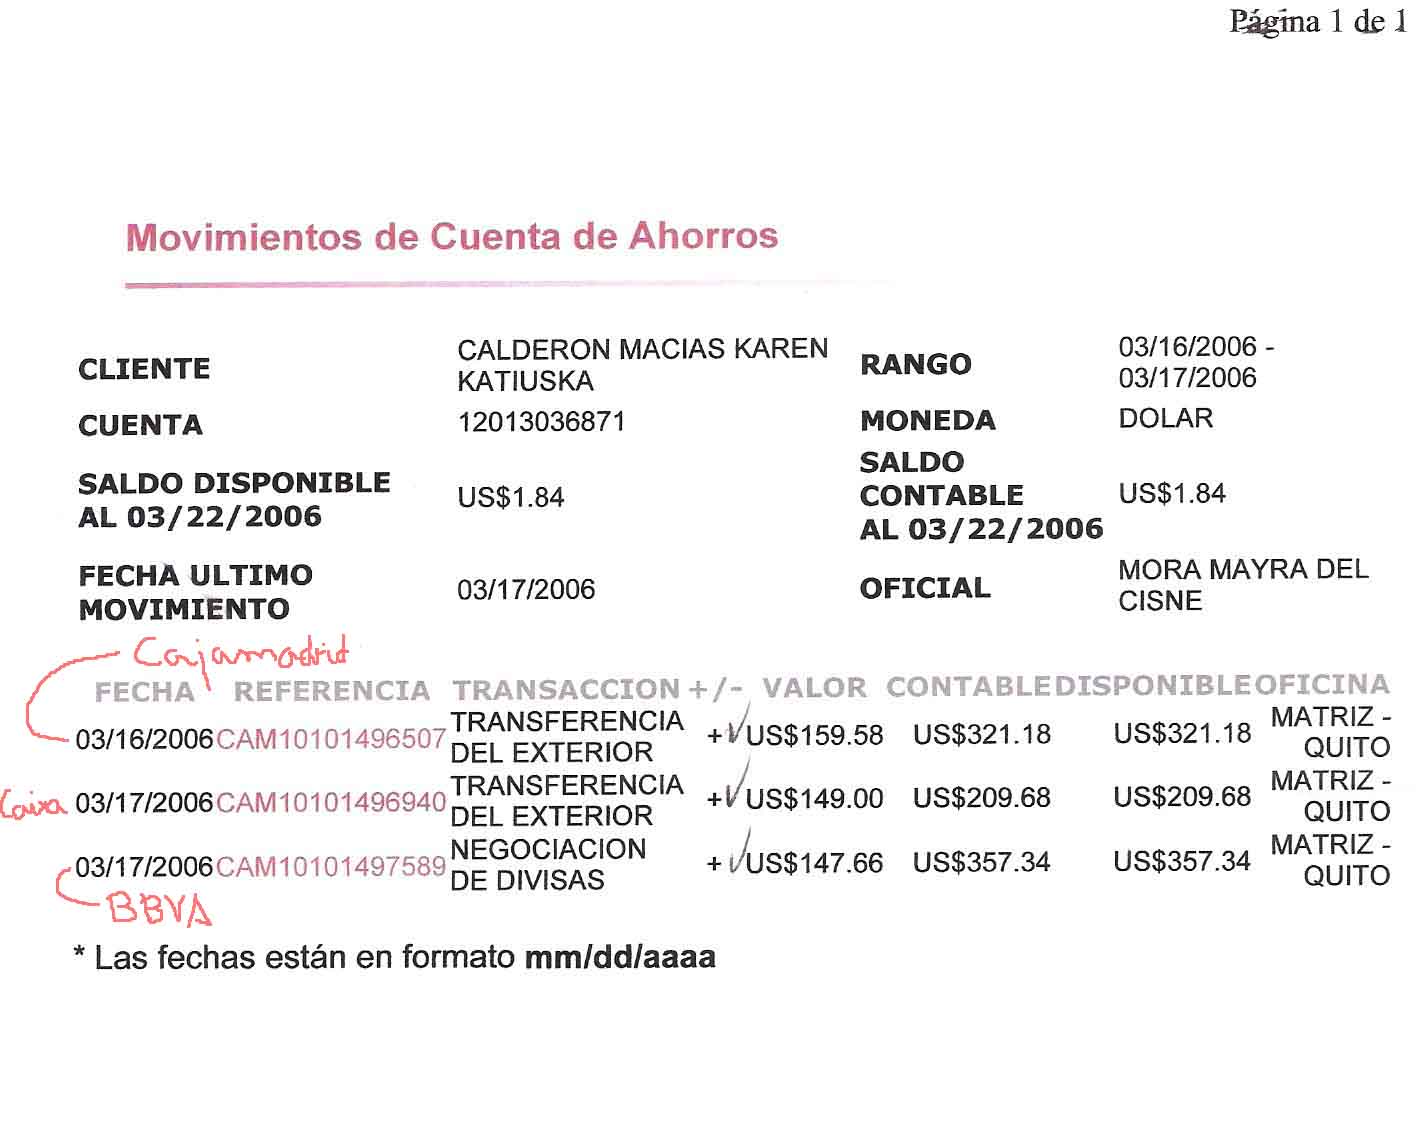 Página 1 de 1
Movimientos de Cuenta de Ahorros
CLIENTE CALDERON MACIAS KAREN KATIUSKA RANGO 03/16/2006 - 03/17/2006
CUENTA 12013036871 MONEDA DOLAR
SALDO DISPONIBLE AL 03/22/2006 US$1.84 SALDO CONTABLE AL 03/22/2006 US$1.84
FECHA ULTIMO MOVIMIENTO 03/17/2006 OFICIAL MORA MAYRA DEL CISNE
Cajamadrid
FECHA REFERENCIA TRANSACCION +/- VALOR CONTABLE DISPONIBLE OFICINA
03/16/2006 CAM10101496507 TRANSFERENCIA DEL EXTERIOR + US$159.58 US$321.18 US$321.18 MATRIZ - QUITO
Caixa 03/17/2006 CAM10101496940 TRANSFERENCIA DEL EXTERIOR + US$149.00 US$209.68 US$209.68 MATRIZ - QUITO
03/17/2006 CAM10101497589 NEGOCIACION DE DIVISAS + US$147.66 US$357.34 US$357.34 MATRIZ - QUITO
BBVA
* Las fechas están en formato mm/dd/aaaa